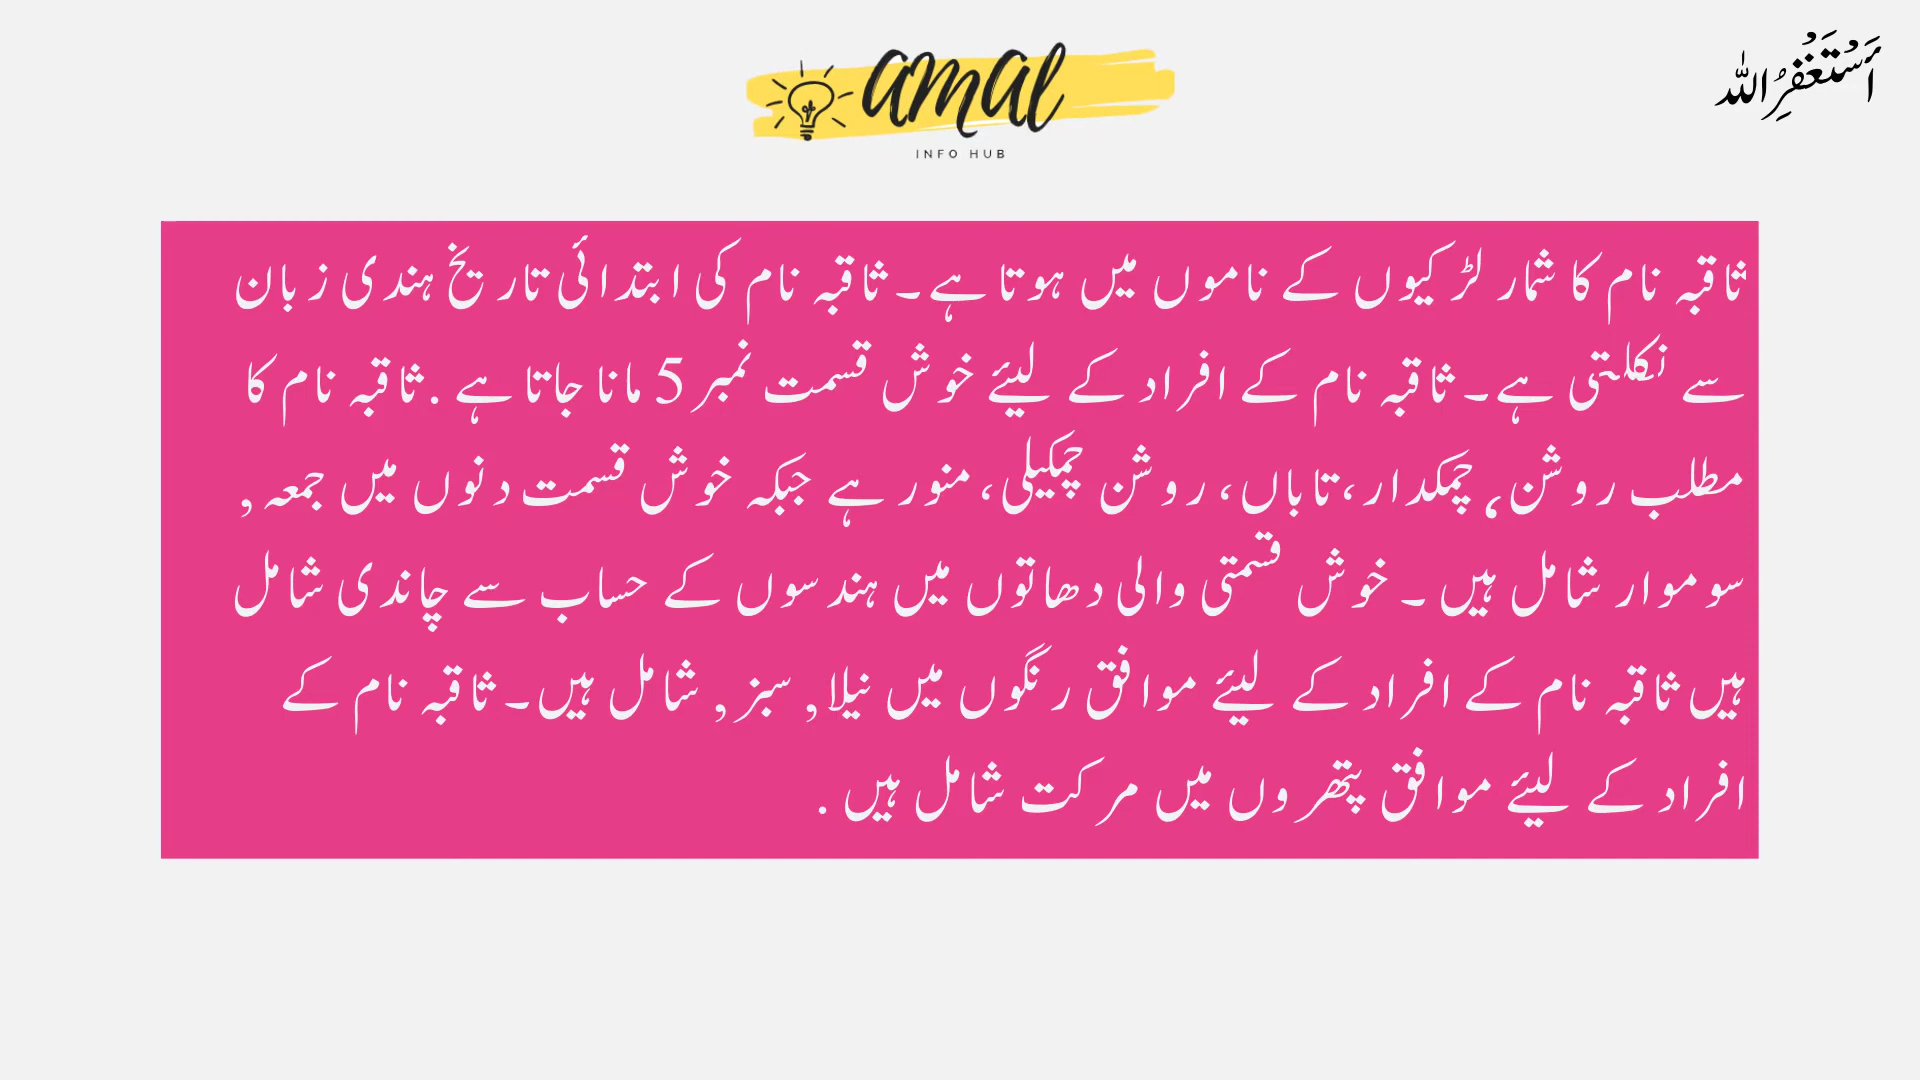 amal
INFO HUB
أَسْتَغْفِرُ اللّٰه
ثاقبہ نام کا شمار لڑکیوں کے ناموں میں ہوتا ہے۔ ثاقبہ نام کی ابتدائی تاریخ ہندی زبان
سے نکلتی ہے۔ ثاقبہ نام کے افراد کے لیئے خوش قسمت نمبر 5 مانا جاتا ہے . ثاقبہ نام کا
مطلب روشن، چمکدار، تاباں، روشن چمکیلی، منور ہے جبکہ خوش قسمت دنوں میں جمعہ ,
سوموار شامل ہیں ۔ خوش قسمتی والی دھاتوں میں ہندسوں کے حساب سے چاندی شامل
ہیں ثاقبہ نام کے افراد کے لیئے موافق رنگوں میں نیلا , سبز , شامل ہیں۔ ثاقبہ نام کے
افراد کے لیئے موافق پتھروں میں مرکت شامل ہیں .